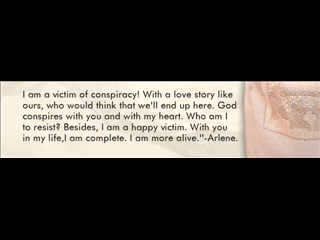 I am a victim of conspiracy! With a love story like
ours, who would think that we'll end up here. God
conspires with you and with my heart. Who am I
to resist? Besides, I am a happy victim. With you
in my life,I am complete. I am more alive."-Arlene.